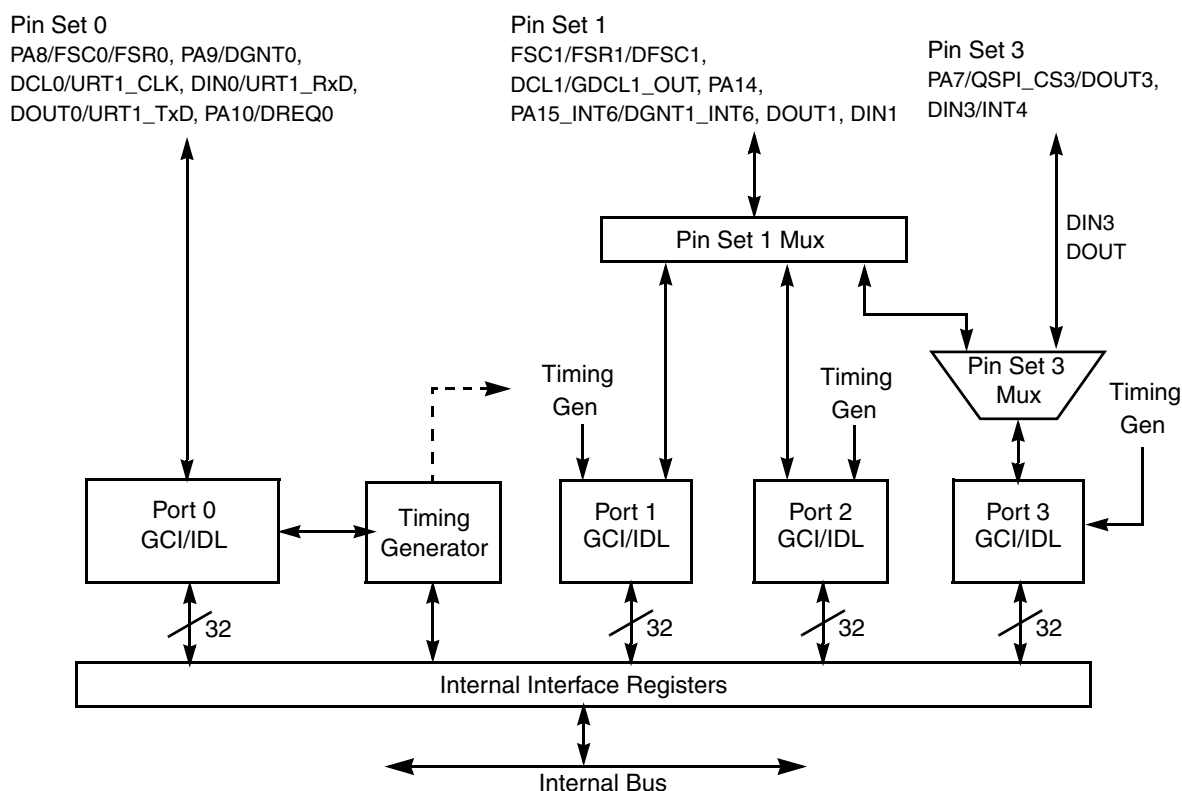 Pin Set 0
PA8/FSC0/FSR0, PA9/DGNT0,
DCL0/URT1_CLK, DIN0/URT1_RxD,
DOUT0/URT1_TxD, PA10/DREQ0
Pin Set 1
FSC1/FSR1/DFSC1,
DCL1/GDCL1_OUT, PA14,
PA15_INT6/DGNT1_INT6, DOUT1, DIN1
Pin Set 3
PA7/QSPI_CS3/DOUT3,
DIN3/INT4
Pin Set 1 Mux
DIN3
DOUT
Pin Set 3
Mux
Timing
Gen
Timing
Gen
Timing
Gen
Port 0
GCI/IDL
Timing
Generator
Port 1
GCI/IDL
Port 2
GCI/IDL
Port 3
GCI/IDL
32
32
32
32
Internal Interface Registers
Internal Bus